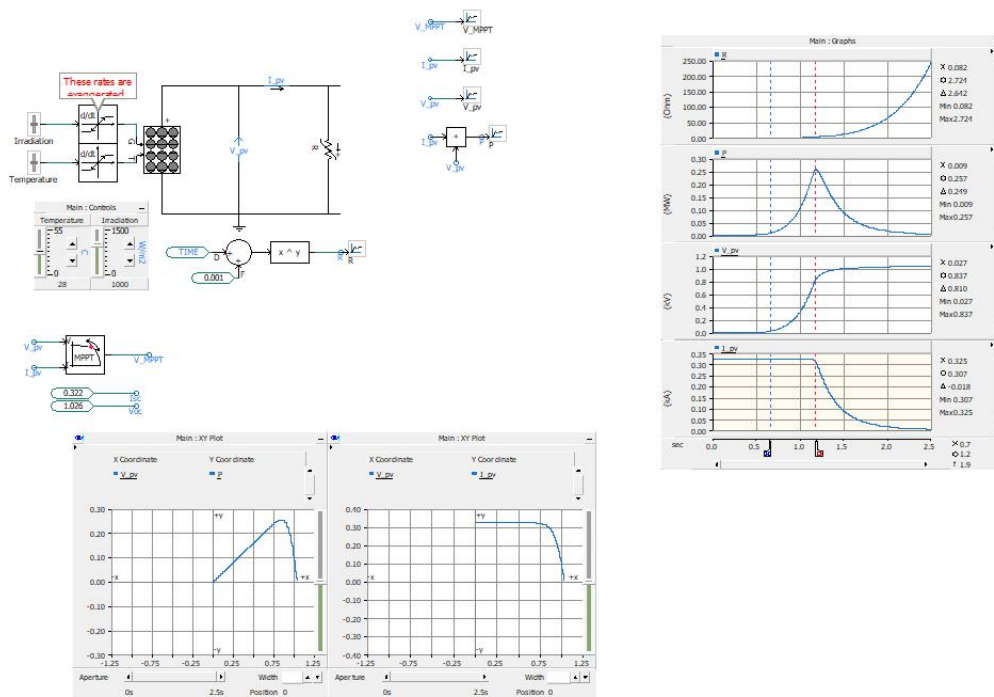 V_MPPT
V_MPPT
I_pv
I_pv
V_pv
V_pv
I_pv
P
P
V_pv
These rates are
exaggerated
d/dt
d/dt
Irradiation
Temperature
G
T
+
I_pv
V_pv
R
+
Main : Controls
Temperature Irradiation
55 1500
C W/m2
0 0
28 1000
TIME
D
+
+
F
0.001
x ^ y
R
V_pv
I_pv
V
I
MPPT
V_MPPT
0.322
Isc
1.026
Voc
Main : Graphs
R
(Ohm)
250.00
200.00
150.00
100.00
50.00
0.00
X 0.082
O 2.724
Δ 2.642
Min 0.082
Max 2.724
P
(MW)
0.30
0.20
0.10
0.00
X 0.009
O 0.257
Δ 0.249
Min 0.009
Max 0.257
V_pv
(kV)
1.2
1.0
0.8
0.6
0.4
0.2
0.0
X 0.027
O 0.837
Δ 0.810
Min 0.027
Max 0.837
I_pv
(kA)
0.35
0.30
0.25
0.20
0.15
0.10
0.05
0.00
X 0.325
O 0.307
Δ -0.018
Min 0.307
Max 0.325
sec 0.0 0.5 1.0 1.5 2.0 2.5
X 0.7
O 1.2
f 1.9
Main : XY Plot
X Coordinate Y Coordinate
V_pv P
0.30
0.20
0.10
0.00
-0.10
-0.20
-0.30
+y
-x +x
-y
-1.25 -0.75 -0.25 0.25 0.75 1.25
Aperture Width
0s 2.5s Position 0
Main : XY Plot
X Coordinate Y Coordinate
V_pv I_pv
0.40
0.30
0.20
0.10
0.00
-0.10
-0.20
-0.30
-0.40
+y
-x +x
-y
-1.25 -0.75 -0.25 0.25 0.75 1.25
Aperture Width
0s 2.5s Position 0